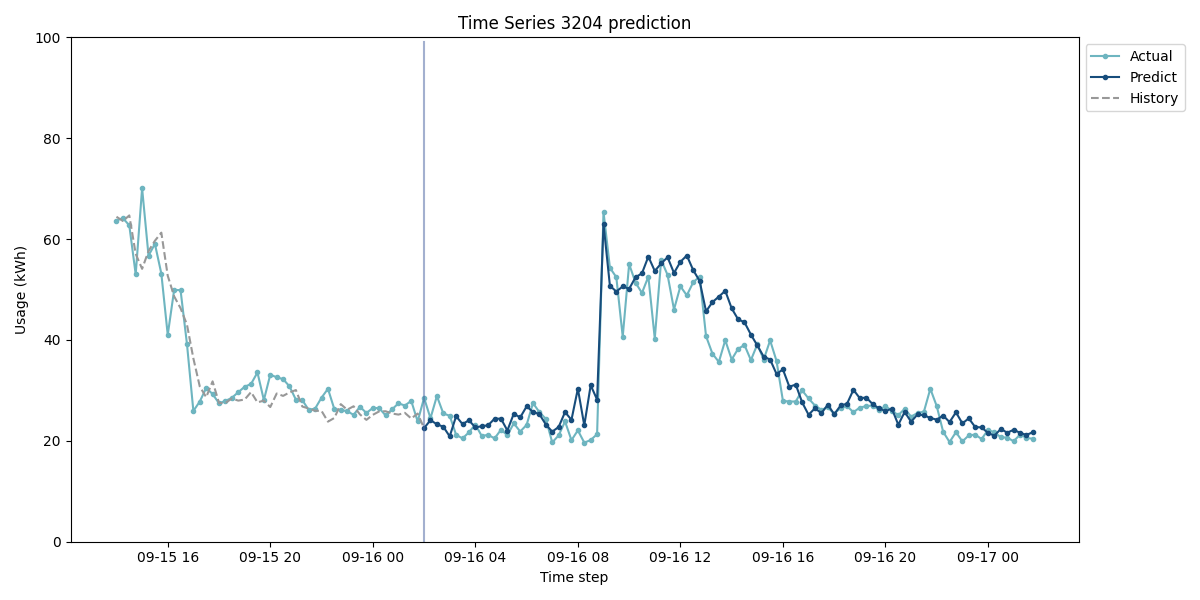 Time Series 3204 prediction
100
80
60
40
20
0
Usage (kWh)
09-15 16
09-15 20
09-16 00
09-16 04
09-16 08
09-16 12
09-16 16
09-16 20
09-17 00
Time step
Actual
Predict
History